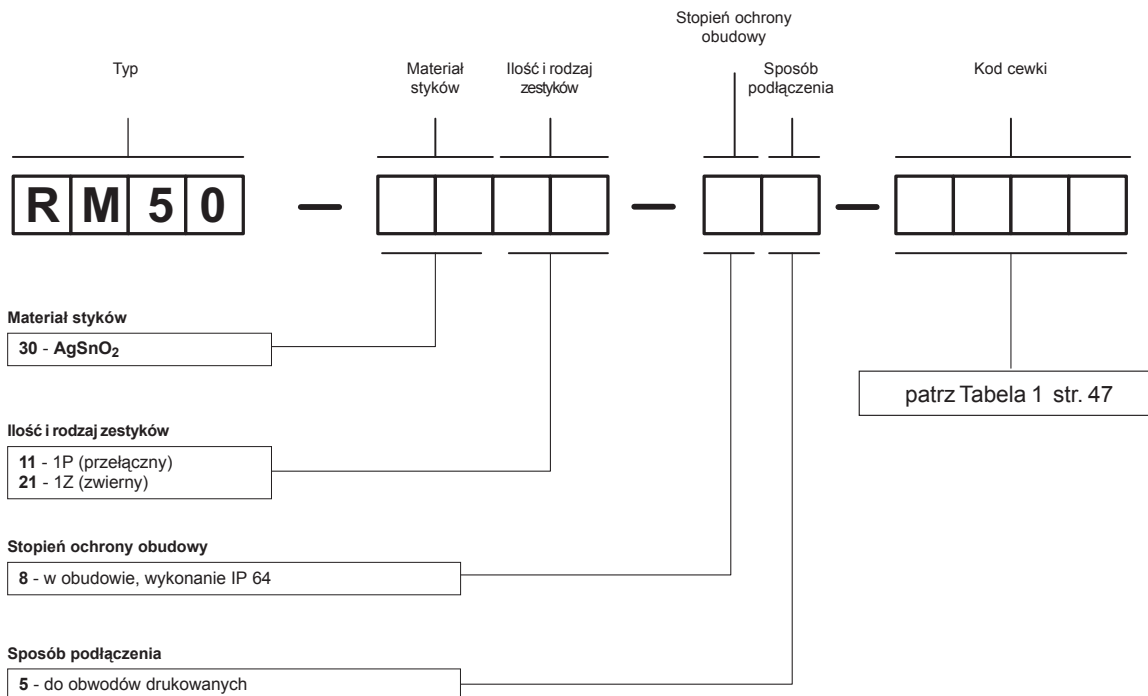 Stopień ochrony
obudowy
Typ
Materiał
styków
Ilość i rodzaj
zestyków
Sposób
podłączenia
Kod cewki
RM50 — — —
Materiał styków
30 - AgSnO₂
patrz Tabela 1 str. 47
Ilość i rodzaj zestyków
11 - 1P (przełączny)
21 - 1Z (zwierny)
Stopień ochrony obudowy
8 - w obudowie, wykonanie IP 64
Sposób podłączenia
5 - do obwodów drukowanych